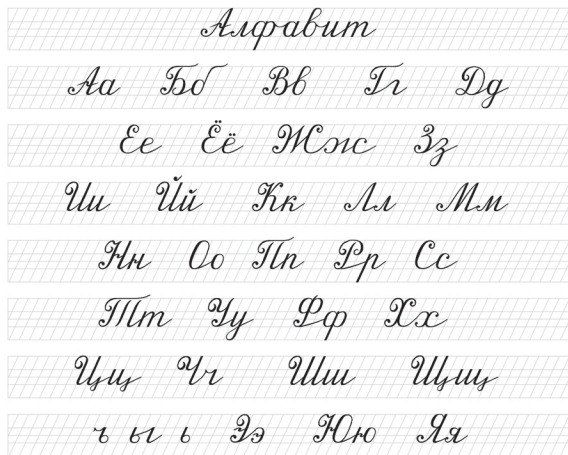 Алфавит
Аа Бб Вв Гг Дд
Ее Ёё Жж Зз
Ии Йй Кк Лл Мм
Нн Оо Пп Рр Сс
Тт Уу Фф Хх
Цц Чч Шш Щщ
ъ ы ь Ээ Юю Яя